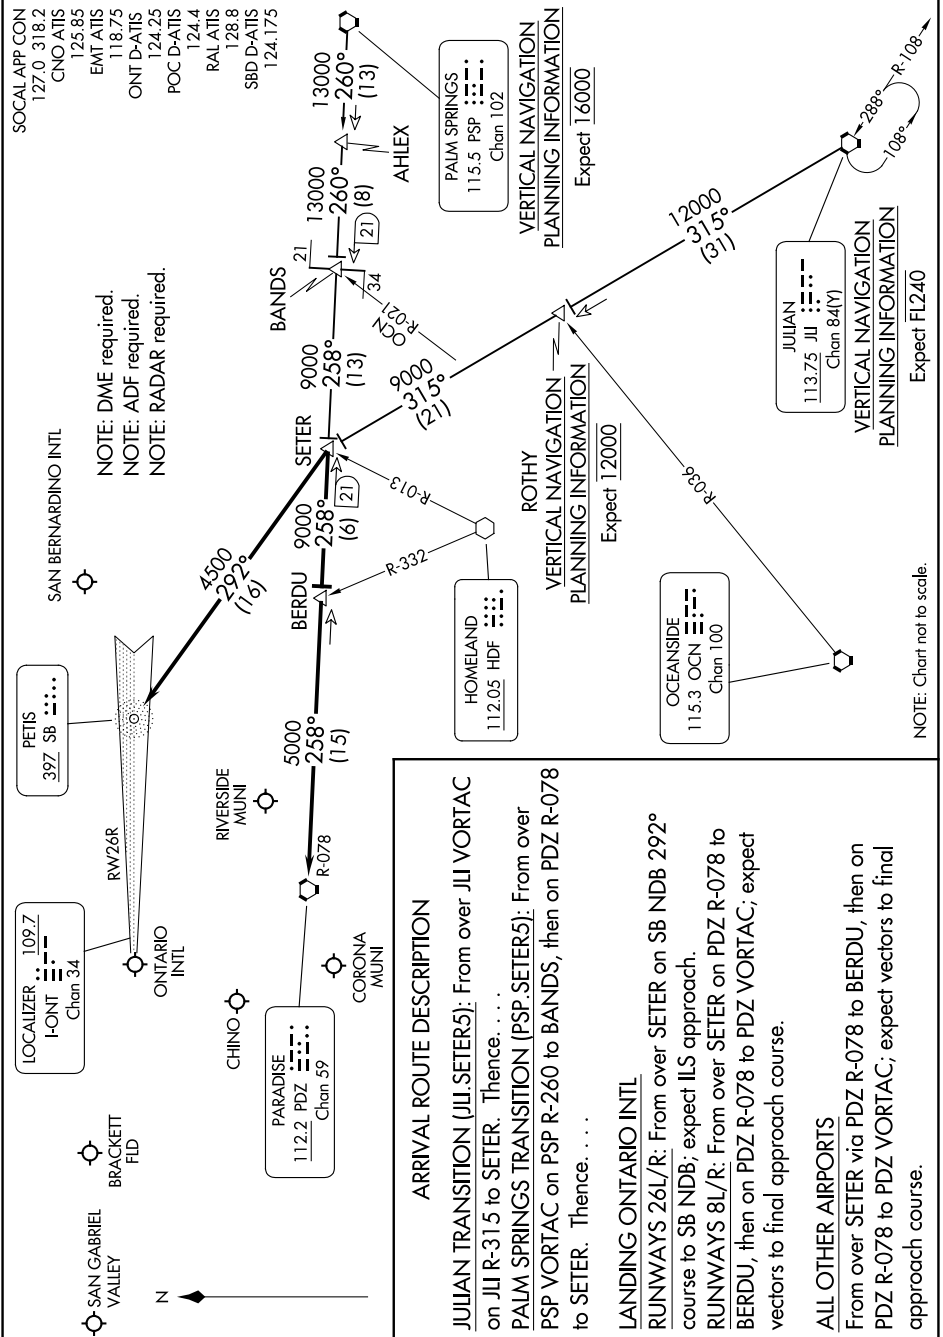 SOCAL APP CON
127.0 318.2
CNO ATIS
125.85
EMT ATIS
118.75
ONT D-ATIS
124.25
POC D-ATIS
124.4
RAL ATIS
128.8
SBD D-ATIS
124.175
NOTE: DME required.
NOTE: ADF required.
NOTE: RADAR required.
SAN BERNARDINO INTL
PETIS
397 SB
RW26R
LOCALIZER 109.7
I-ONT
Chan 34
ONTARIO
INTL
BRACKETT
FLD
SAN GABRIEL
VALLEY
N
CHINO
RIVERSIDE
MUNI
CORONA
MUNI
PARADISE
112.2 PDZ
Chan 59
R-078
5000
258°
(15)
BERDU
9000
258°
(6)
21
SETER
4500
292°
(16)
9000
258°
(13)
BANDS
21
34
21
13000
260°
(8)
AHLEX
13000
260°
(13)
PALM SPRINGS
115.5 PSP
Chan 102
VERTICAL NAVIGATION
PLANNING INFORMATION
Expect 16000
OCN
R-021
9000
315°
(21)
R-013
R-332
HOMELAND
112.05 HDF
ROTHY
VERTICAL NAVIGATION
PLANNING INFORMATION
Expect 12000
12000
315°
(31)
R-036
OCEANSIDE
115.3 OCN
Chan 100
R-108
288°
108°
JULIAN
113.75 JLI
Chan 84(Y)
VERTICAL NAVIGATION
PLANNING INFORMATION
Expect FL240
NOTE: Chart not to scale.
ARRIVAL ROUTE DESCRIPTION
JULIAN TRANSITION (JLI.SETER5): From over JLI VORTAC
on JLI R-315 to SETER. Thence. . . .
PALM SPRINGS TRANSITION (PSP.SETER5): From over
PSP VORTAC on PSP R-260 to BANDS, then on PDZ R-078
to SETER. Thence. . . .
LANDING ONTARIO INTL
RUNWAYS 26L/R: From over SETER on SB NDB 292°
course to SB NDB; expect ILS approach.
RUNWAYS 8L/R: From over SETER on PDZ R-078 to
BERDU, then on PDZ R-078 to PDZ VORTAC; expect
vectors to final approach course.
ALL OTHER AIRPORTS
From over SETER via PDZ R-078 to BERDU, then on
PDZ R-078 to PDZ VORTAC; expect vectors to final
approach course.